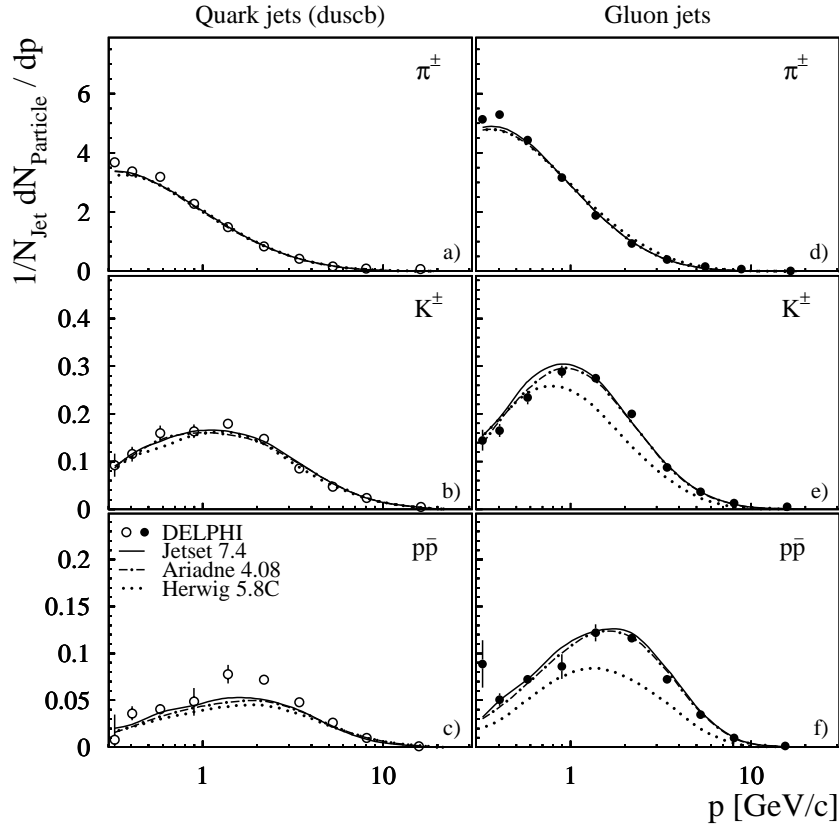 Quark jets (duscb) Gluon jets
1/N_Jet dN_Particle / dp
π± π±
6
4
2
0
a) d)
K± K±
0.4
0.3
0.2
0.1
0
b) e)
DELPHI pp̄ pp̄
Jetset 7.4
Ariadne 4.08
Herwig 5.8C
0.2
0.15
0.1
0.05
0
c) f)
1 10 1 10
p [GeV/c]